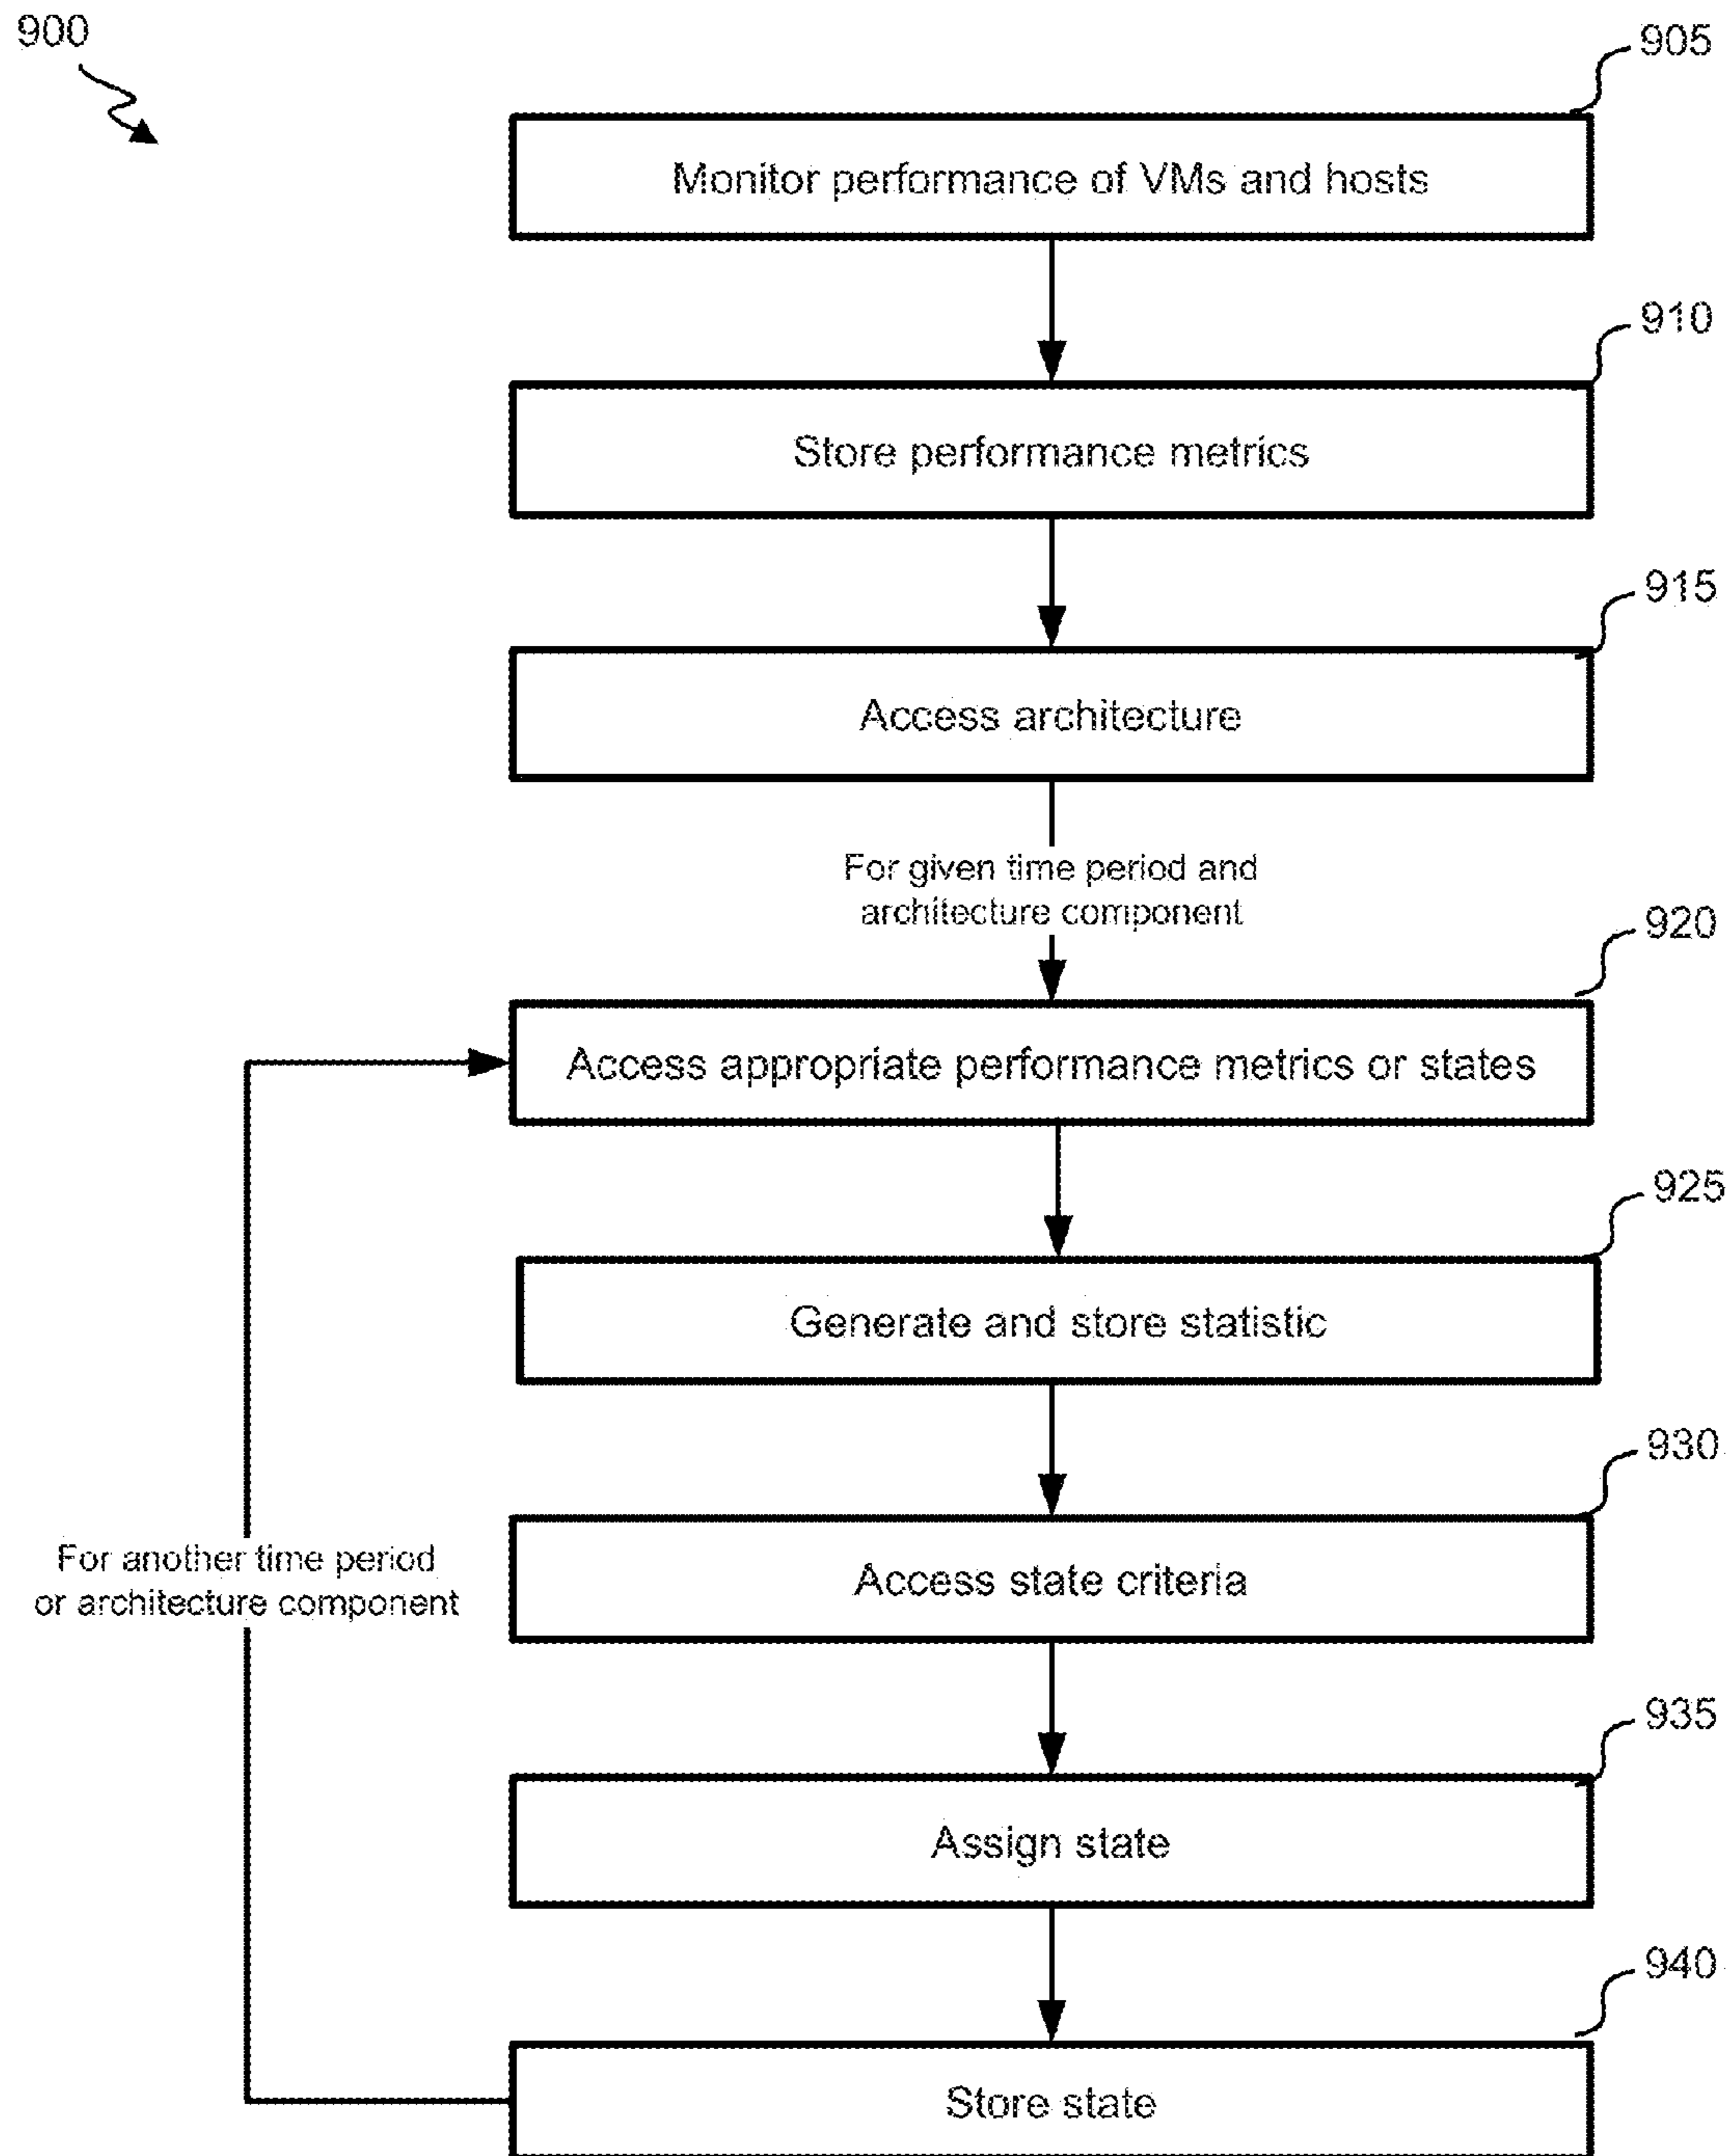 900
905
Monitor performance of VMs and hosts
910
Store performance metrics
915
Access architecture
For given time period and
architecture component
920
Access appropriate performance metrics or states
925
Generate and store statistic
930
Access state criteria
For another time period
or architecture component
935
Assign state
940
Store state